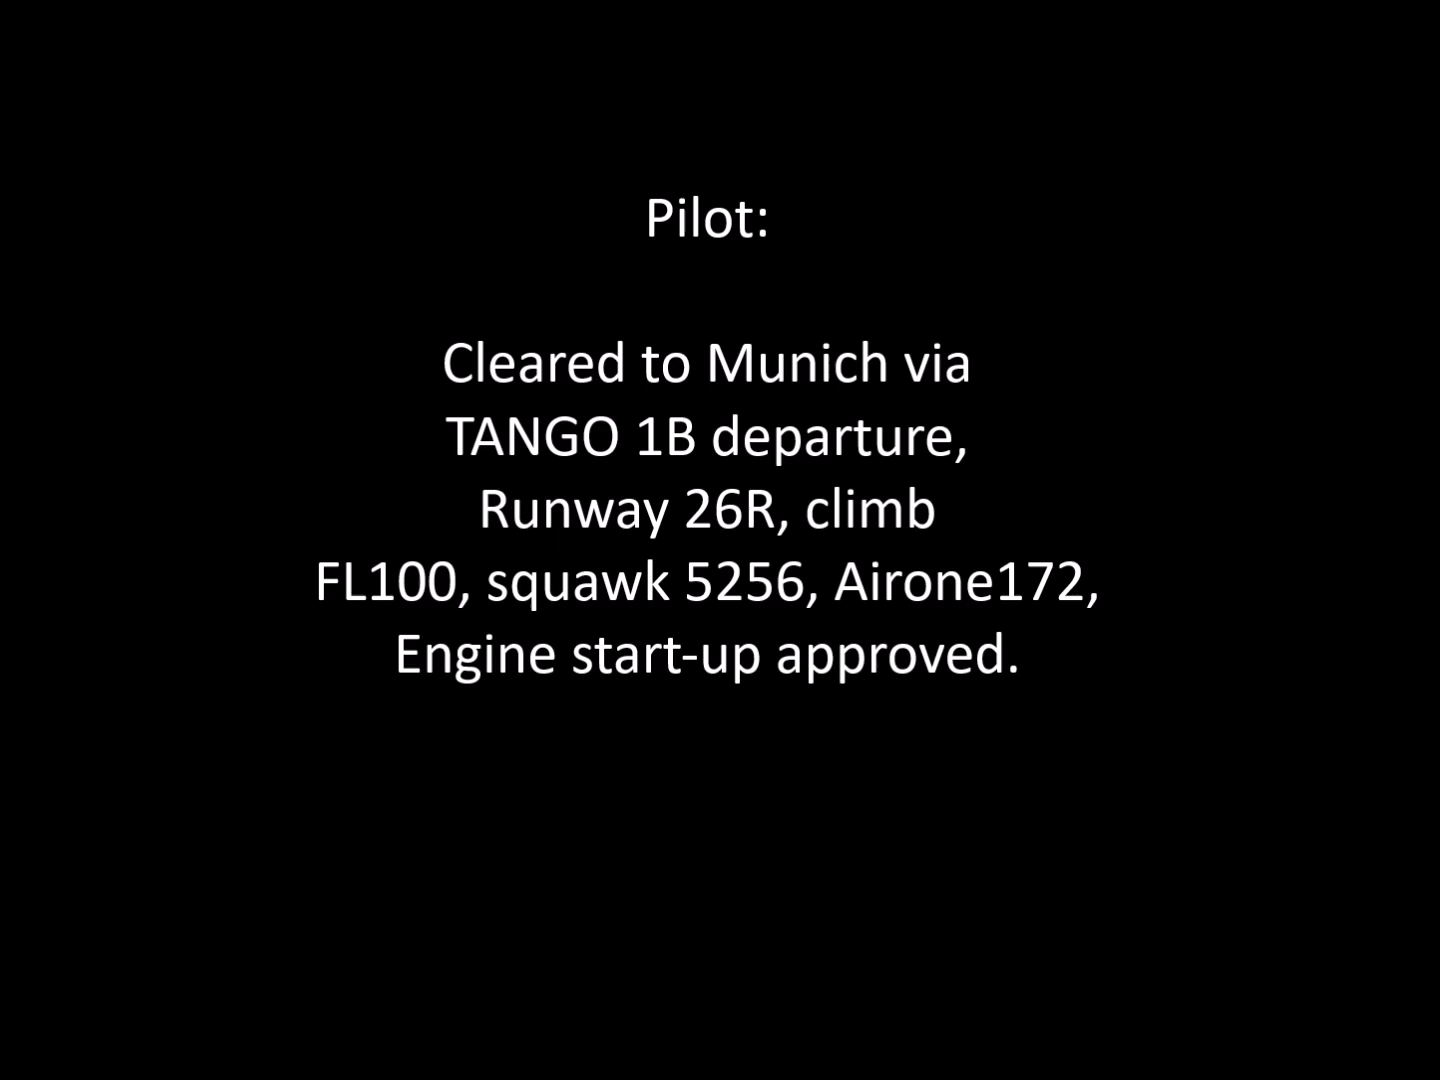 Pilot:
Cleared to Munich via
TANGO 1B departure,
Runway 26R, climb
FL100, squawk 5256, Airone172,
Engine start-up approved.